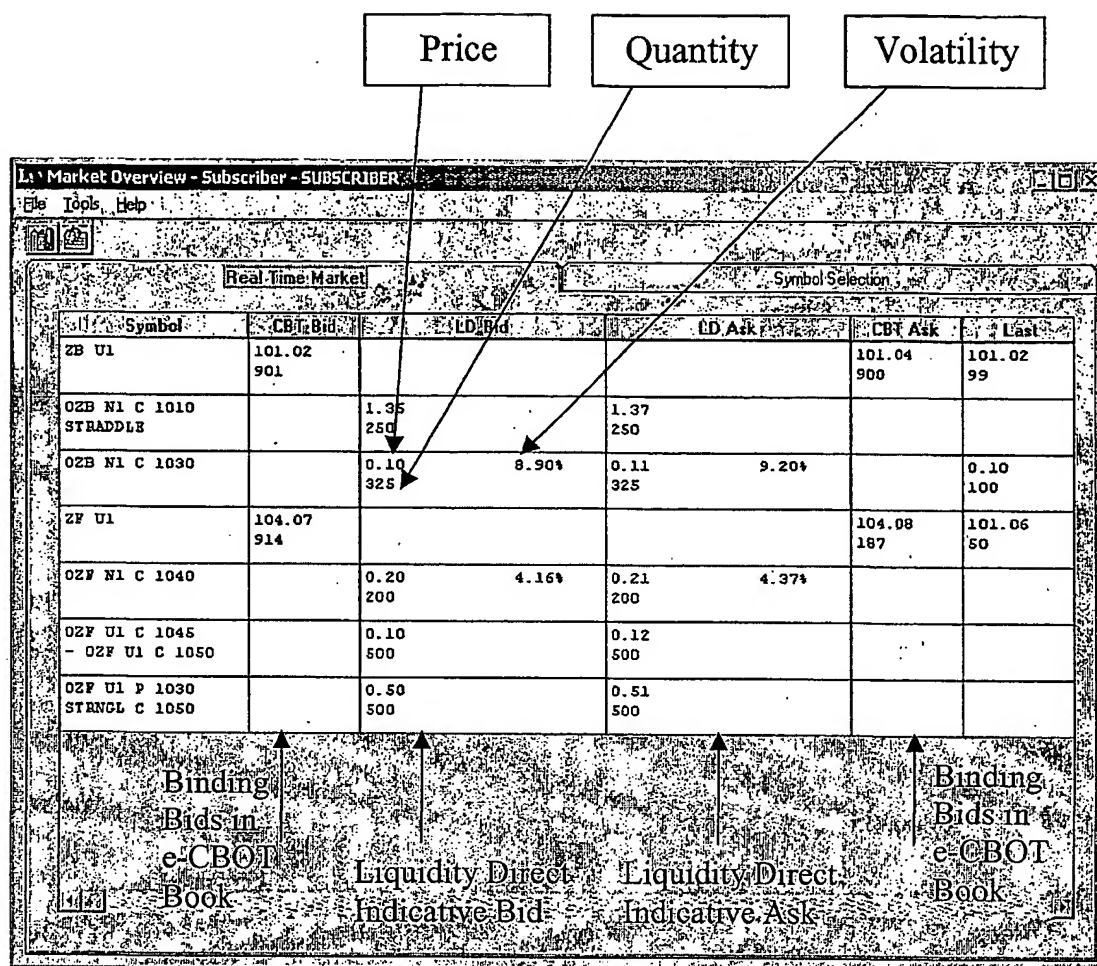 Price Quantity Volatility
Market Overview - Subscriber - SUBSCRIBER
File Tools Help
Real-Time Market Symbol Selection
Symbol CBT Bid LD Bid LD Ask CBT Ask Last
ZB U1 101.02 101.04 101.02
901 900 99
OZB N1 C 1010 1.35 1.37
STRADDLE 250 250
OZB N1 C 1030 0.10 8.90% 0.11 9.20% 0.10
325 325 100
ZF U1 104.07 104.08 101.06
914 187 50
OZF N1 C 1040 0.20 4.16% 0.21 4.37%
200 200
OZF U1 C 1045 0.10 0.12
- OZF U1 C 1050 500 500
OZF U1 P 1030 0.50 0.51
STRNGL C 1050 500 500
Binding
Bids in
e-CBOT
Book
Liquidity Direct
Indicative Bid
Liquidity Direct
Indicative Ask
Binding
Bids in
e-CBOT
Book